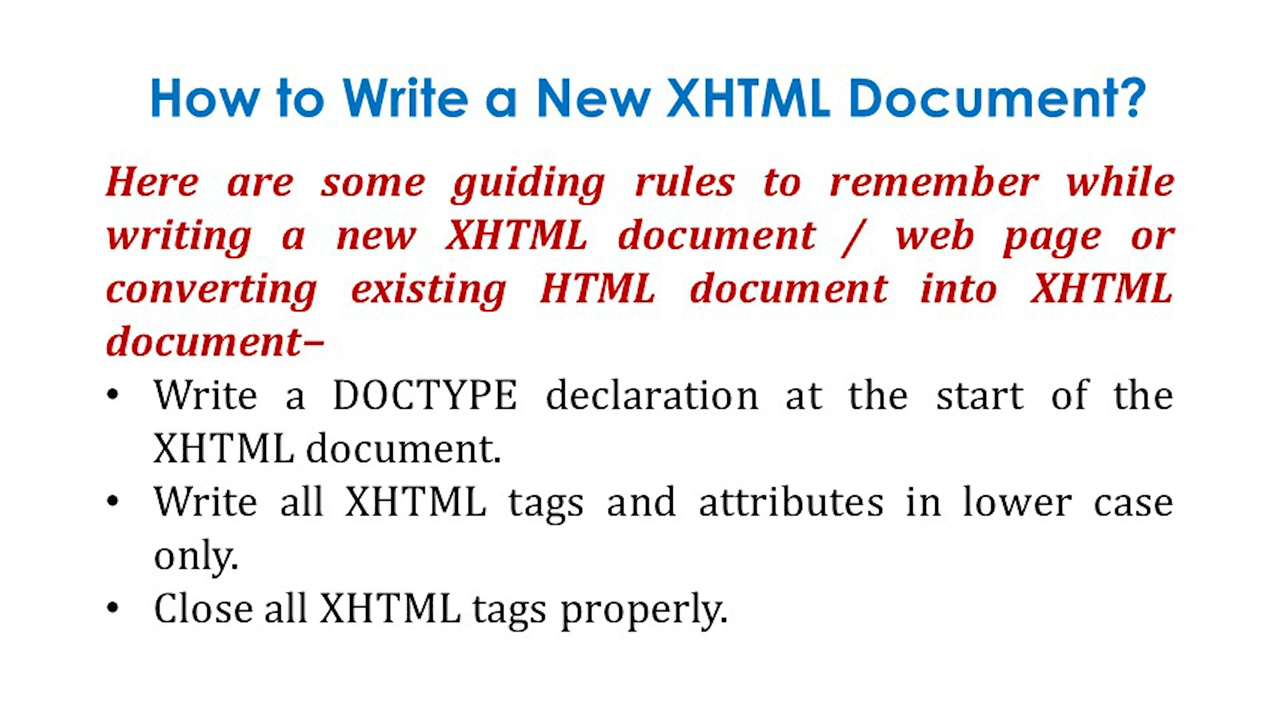 How to Write a New XHTML Document?
Here are some guiding rules to remember while
writing a new XHTML document / web page or
converting existing HTML document into XHTML
document−
• Write a DOCTYPE declaration at the start of the
XHTML document.
• Write all XHTML tags and attributes in lower case
only.
• Close all XHTML tags properly.